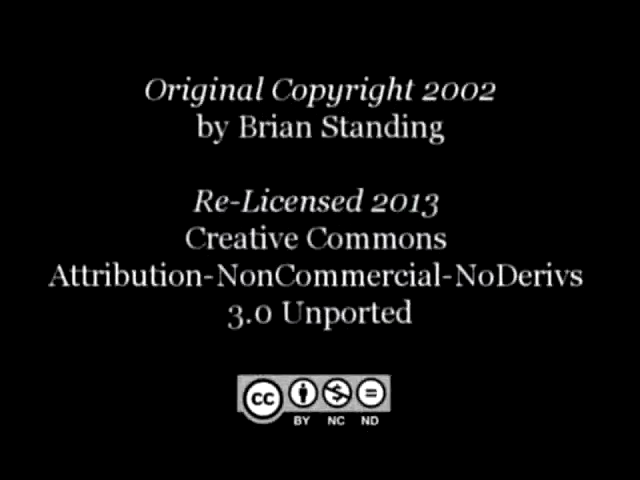 Original Copyright 2002
by Brian Standing
Re-Licensed 2013
Creative Commons
Attribution-NonCommercial-NoDerivs
3.0 Unported
cc
BY NC ND